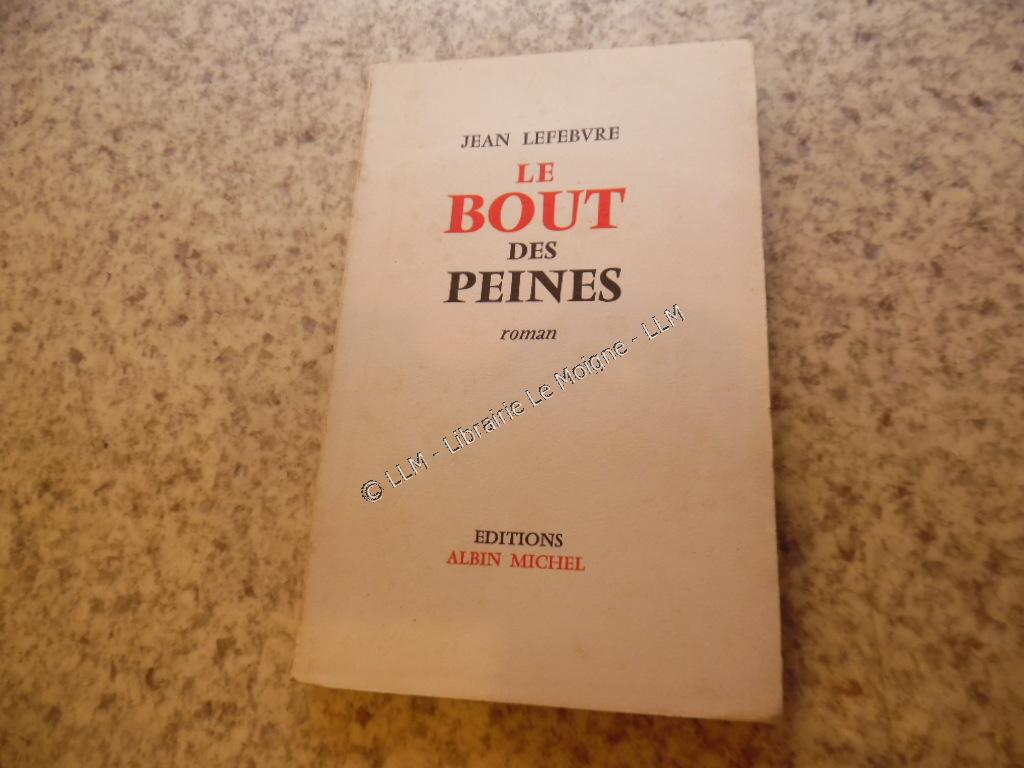 JEAN LEFEBVRE
LE
BOUT
DES
PEINES
roman
© LLM - Librairie Le Moigne - LLM
EDITIONS
ALBIN MICHEL